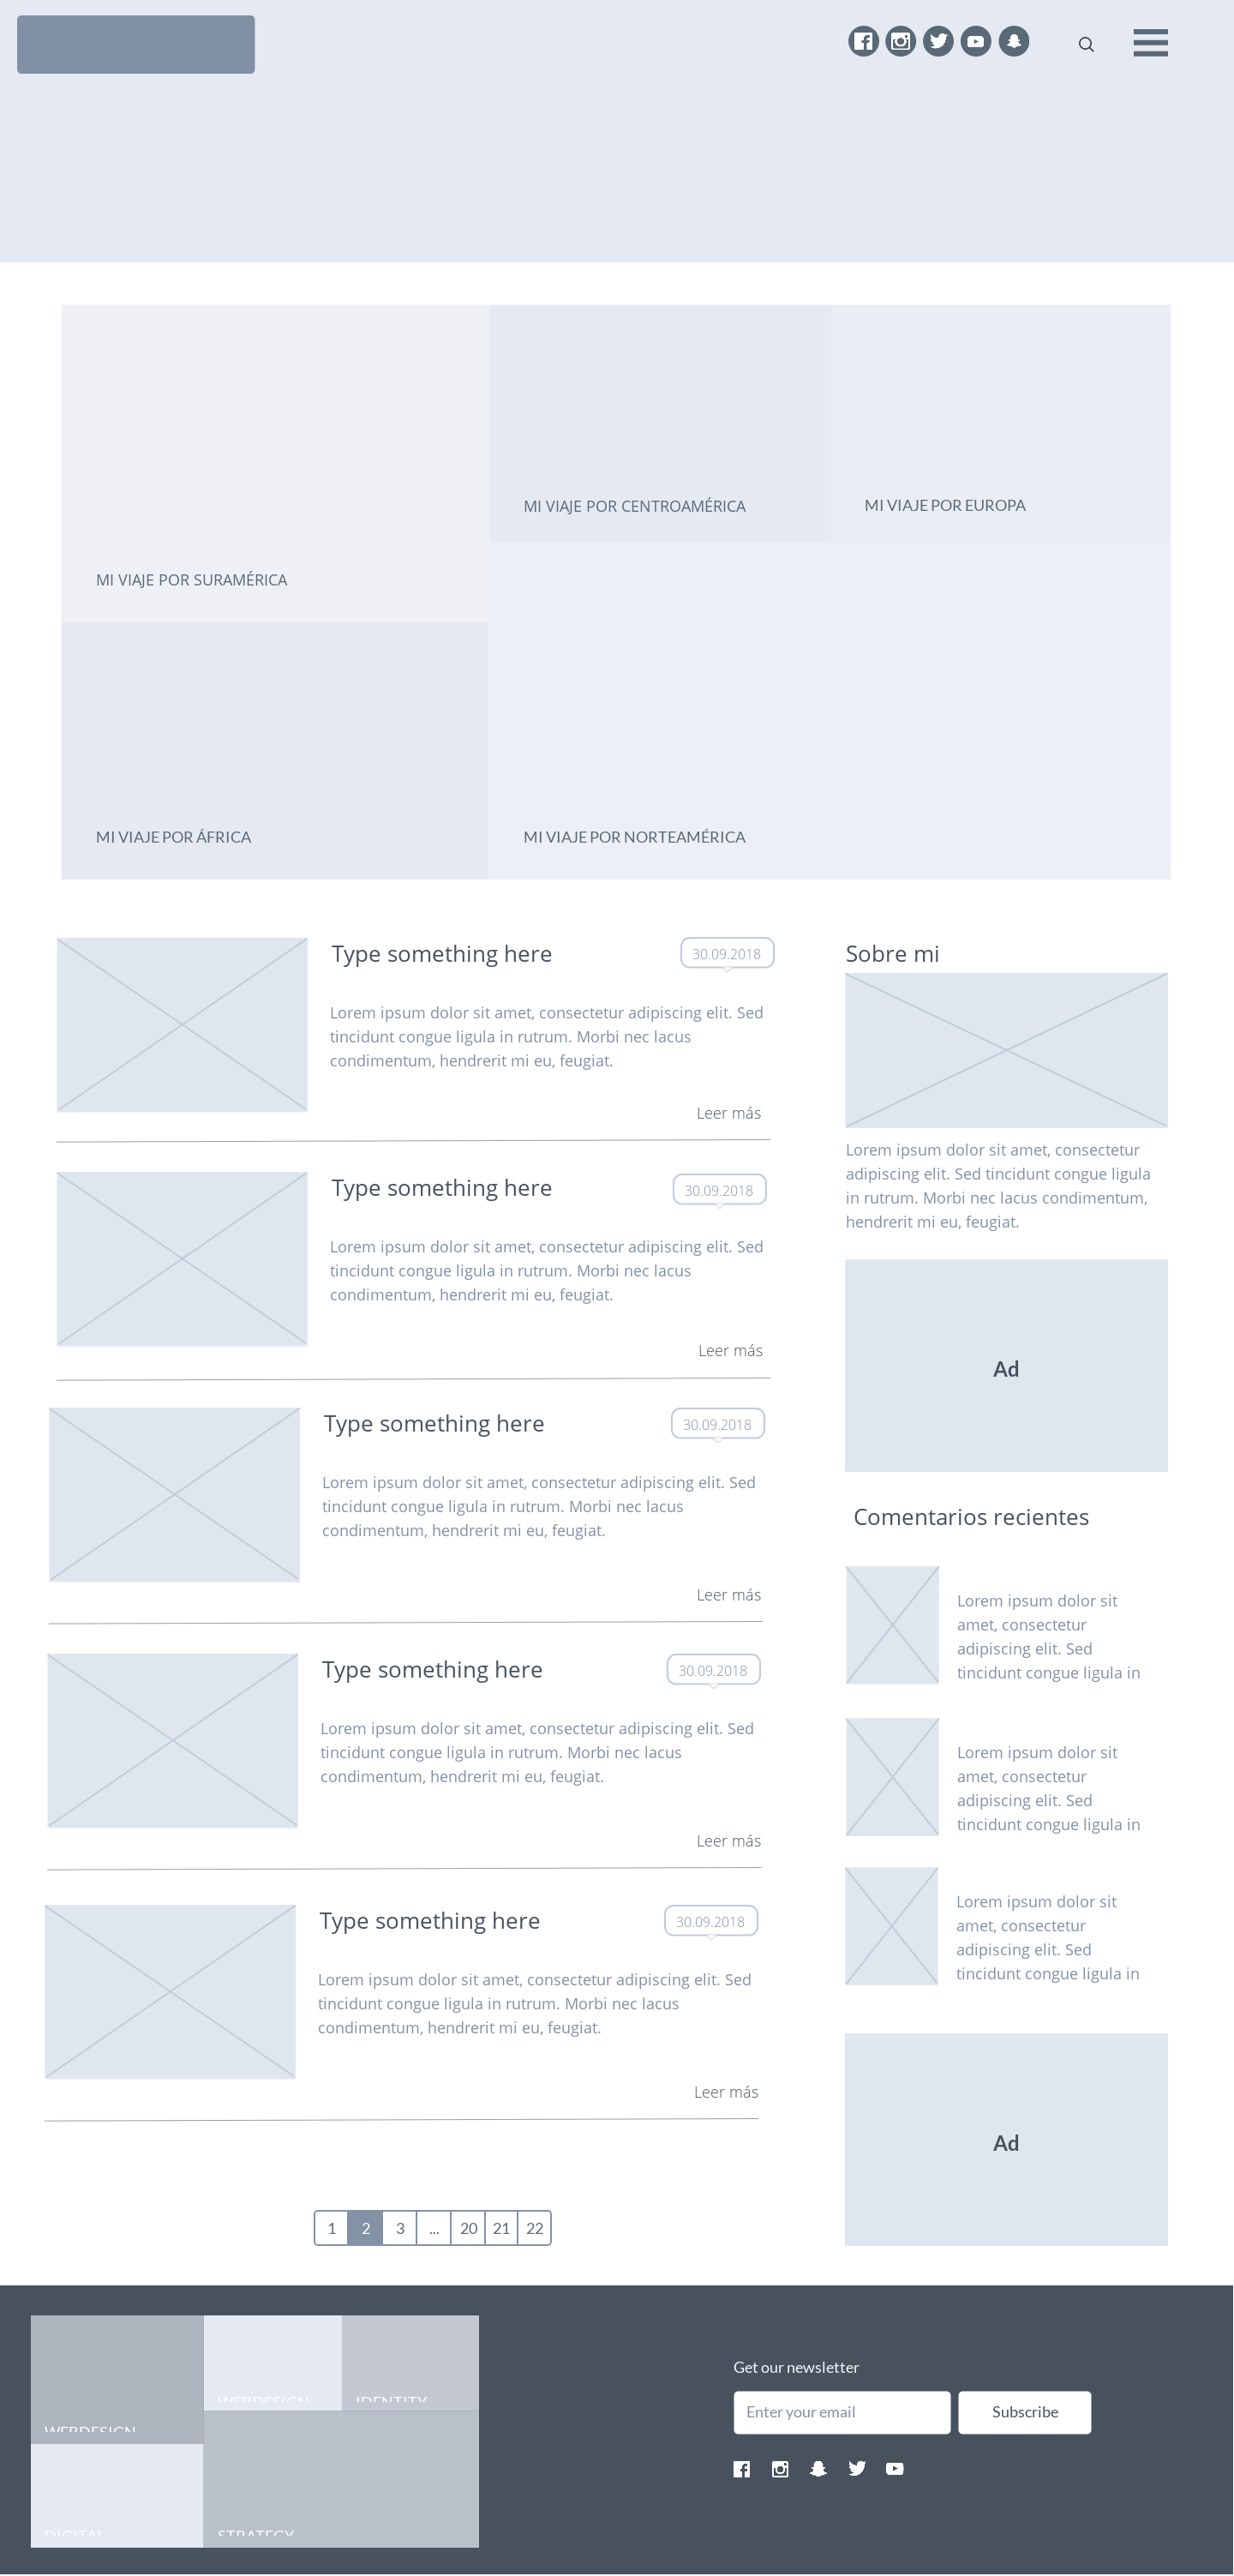 MI VIAJE POR CENTROAMÉRICA
MI VIAJE POR EUROPA
MI VIAJE POR SURAMÉRICA
MI VIAJE POR ÁFRICA
MI VIAJE POR NORTEAMÉRICA
Type something here
30.09.2018
Lorem ipsum dolor sit amet, consectetur adipiscing elit. Sed
tincidunt congue ligula in rutrum. Morbi nec lacus
condimentum, hendrerit mi eu, feugiat.
Leer más
Type something here
30.09.2018
Lorem ipsum dolor sit amet, consectetur adipiscing elit. Sed
tincidunt congue ligula in rutrum. Morbi nec lacus
condimentum, hendrerit mi eu, feugiat.
Leer más
Type something here
30.09.2018
Lorem ipsum dolor sit amet, consectetur adipiscing elit. Sed
tincidunt congue ligula in rutrum. Morbi nec lacus
condimentum, hendrerit mi eu, feugiat.
Leer más
Type something here
30.09.2018
Lorem ipsum dolor sit amet, consectetur adipiscing elit. Sed
tincidunt congue ligula in rutrum. Morbi nec lacus
condimentum, hendrerit mi eu, feugiat.
Leer más
Type something here
30.09.2018
Lorem ipsum dolor sit amet, consectetur adipiscing elit. Sed
tincidunt congue ligula in rutrum. Morbi nec lacus
condimentum, hendrerit mi eu, feugiat.
Leer más
1 2 3 ... 20 21 22
Sobre mi
Lorem ipsum dolor sit amet, consectetur
adipiscing elit. Sed tincidunt congue ligula
in rutrum. Morbi nec lacus condimentum,
hendrerit mi eu, feugiat.
Ad
Comentarios recientes
Lorem ipsum dolor sit
amet, consectetur
adipiscing elit. Sed
tincidunt congue ligula in
Lorem ipsum dolor sit
amet, consectetur
adipiscing elit. Sed
tincidunt congue ligula in
Lorem ipsum dolor sit
amet, consectetur
adipiscing elit. Sed
tincidunt congue ligula in
Ad
WEBDESIGN
IDENTITY
WEBDESIGN
DIGITAL
STRATEGY
Get our newsletter
Enter your email
Subscribe